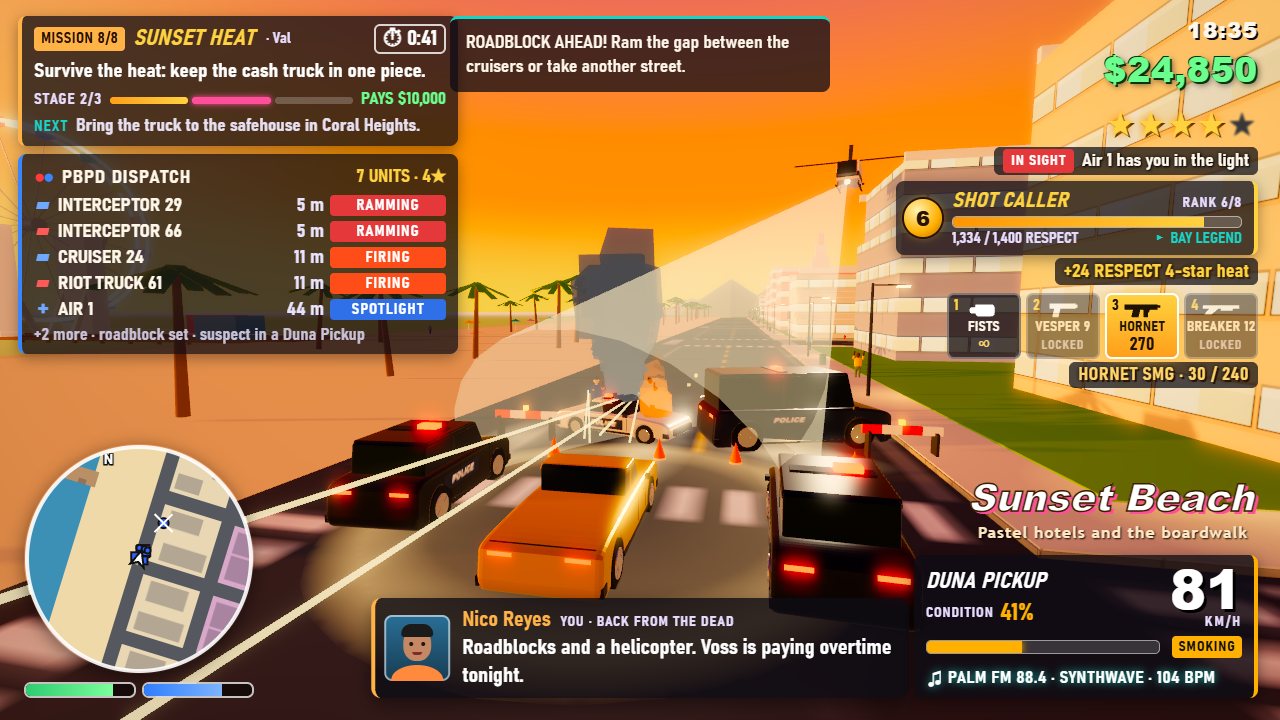 MISSION 8/8 SUNSET HEAT · Val 0:41
Survive the heat: keep the cash truck in one piece.
STAGE 2/3 PAYS $10,000
NEXT Bring the truck to the safehouse in Coral Heights.
ROADBLOCK AHEAD! Ram the gap between the
cruisers or take another street.
18:35
$24,850
IN SIGHT Air 1 has you in the light
6 SHOT CALLER RANK 6/8
1,334 / 1,400 RESPECT ▸ BAY LEGEND
+24 RESPECT 4-star heat
1 FISTS ∞
2 VESPER 9 LOCKED
3 HORNET 270
4 BREAKER 12 LOCKED
HORNET SMG · 30 / 240
PBPD DISPATCH 7 UNITS · 4★
INTERCEPTOR 29 5 m RAMMING
INTERCEPTOR 66 5 m RAMMING
CRUISER 24 11 m FIRING
RIOT TRUCK 61 11 m FIRING
AIR 1 44 m SPOTLIGHT
+2 more · roadblock set · suspect in a Duna Pickup
POLICE
POLICE
N
Sunset Beach
Pastel hotels and the boardwalk
Nico Reyes YOU · BACK FROM THE DEAD
Roadblocks and a helicopter. Voss is paying overtime
tonight.
DUNA PICKUP 81
CONDITION 41% KM/H
SMOKING
PALM FM 88.4 · SYNTHWAVE · 104 BPM